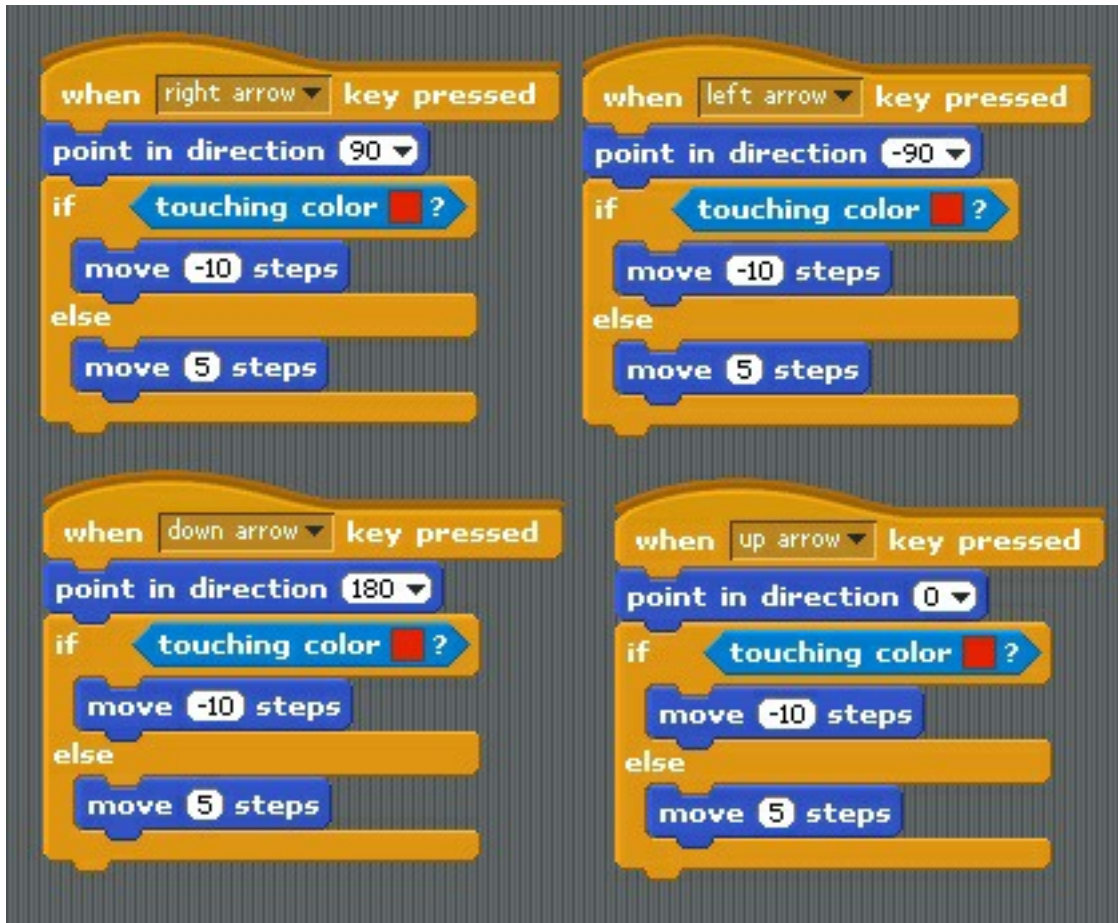 when right arrow key pressed
point in direction 90
if touching color ?
move -10 steps
else
move 5 steps
when left arrow key pressed
point in direction -90
if touching color ?
move -10 steps
else
move 5 steps
when down arrow key pressed
point in direction 180
if touching color ?
move -10 steps
else
move 5 steps
when up arrow key pressed
point in direction 0
if touching color ?
move -10 steps
else
move 5 steps